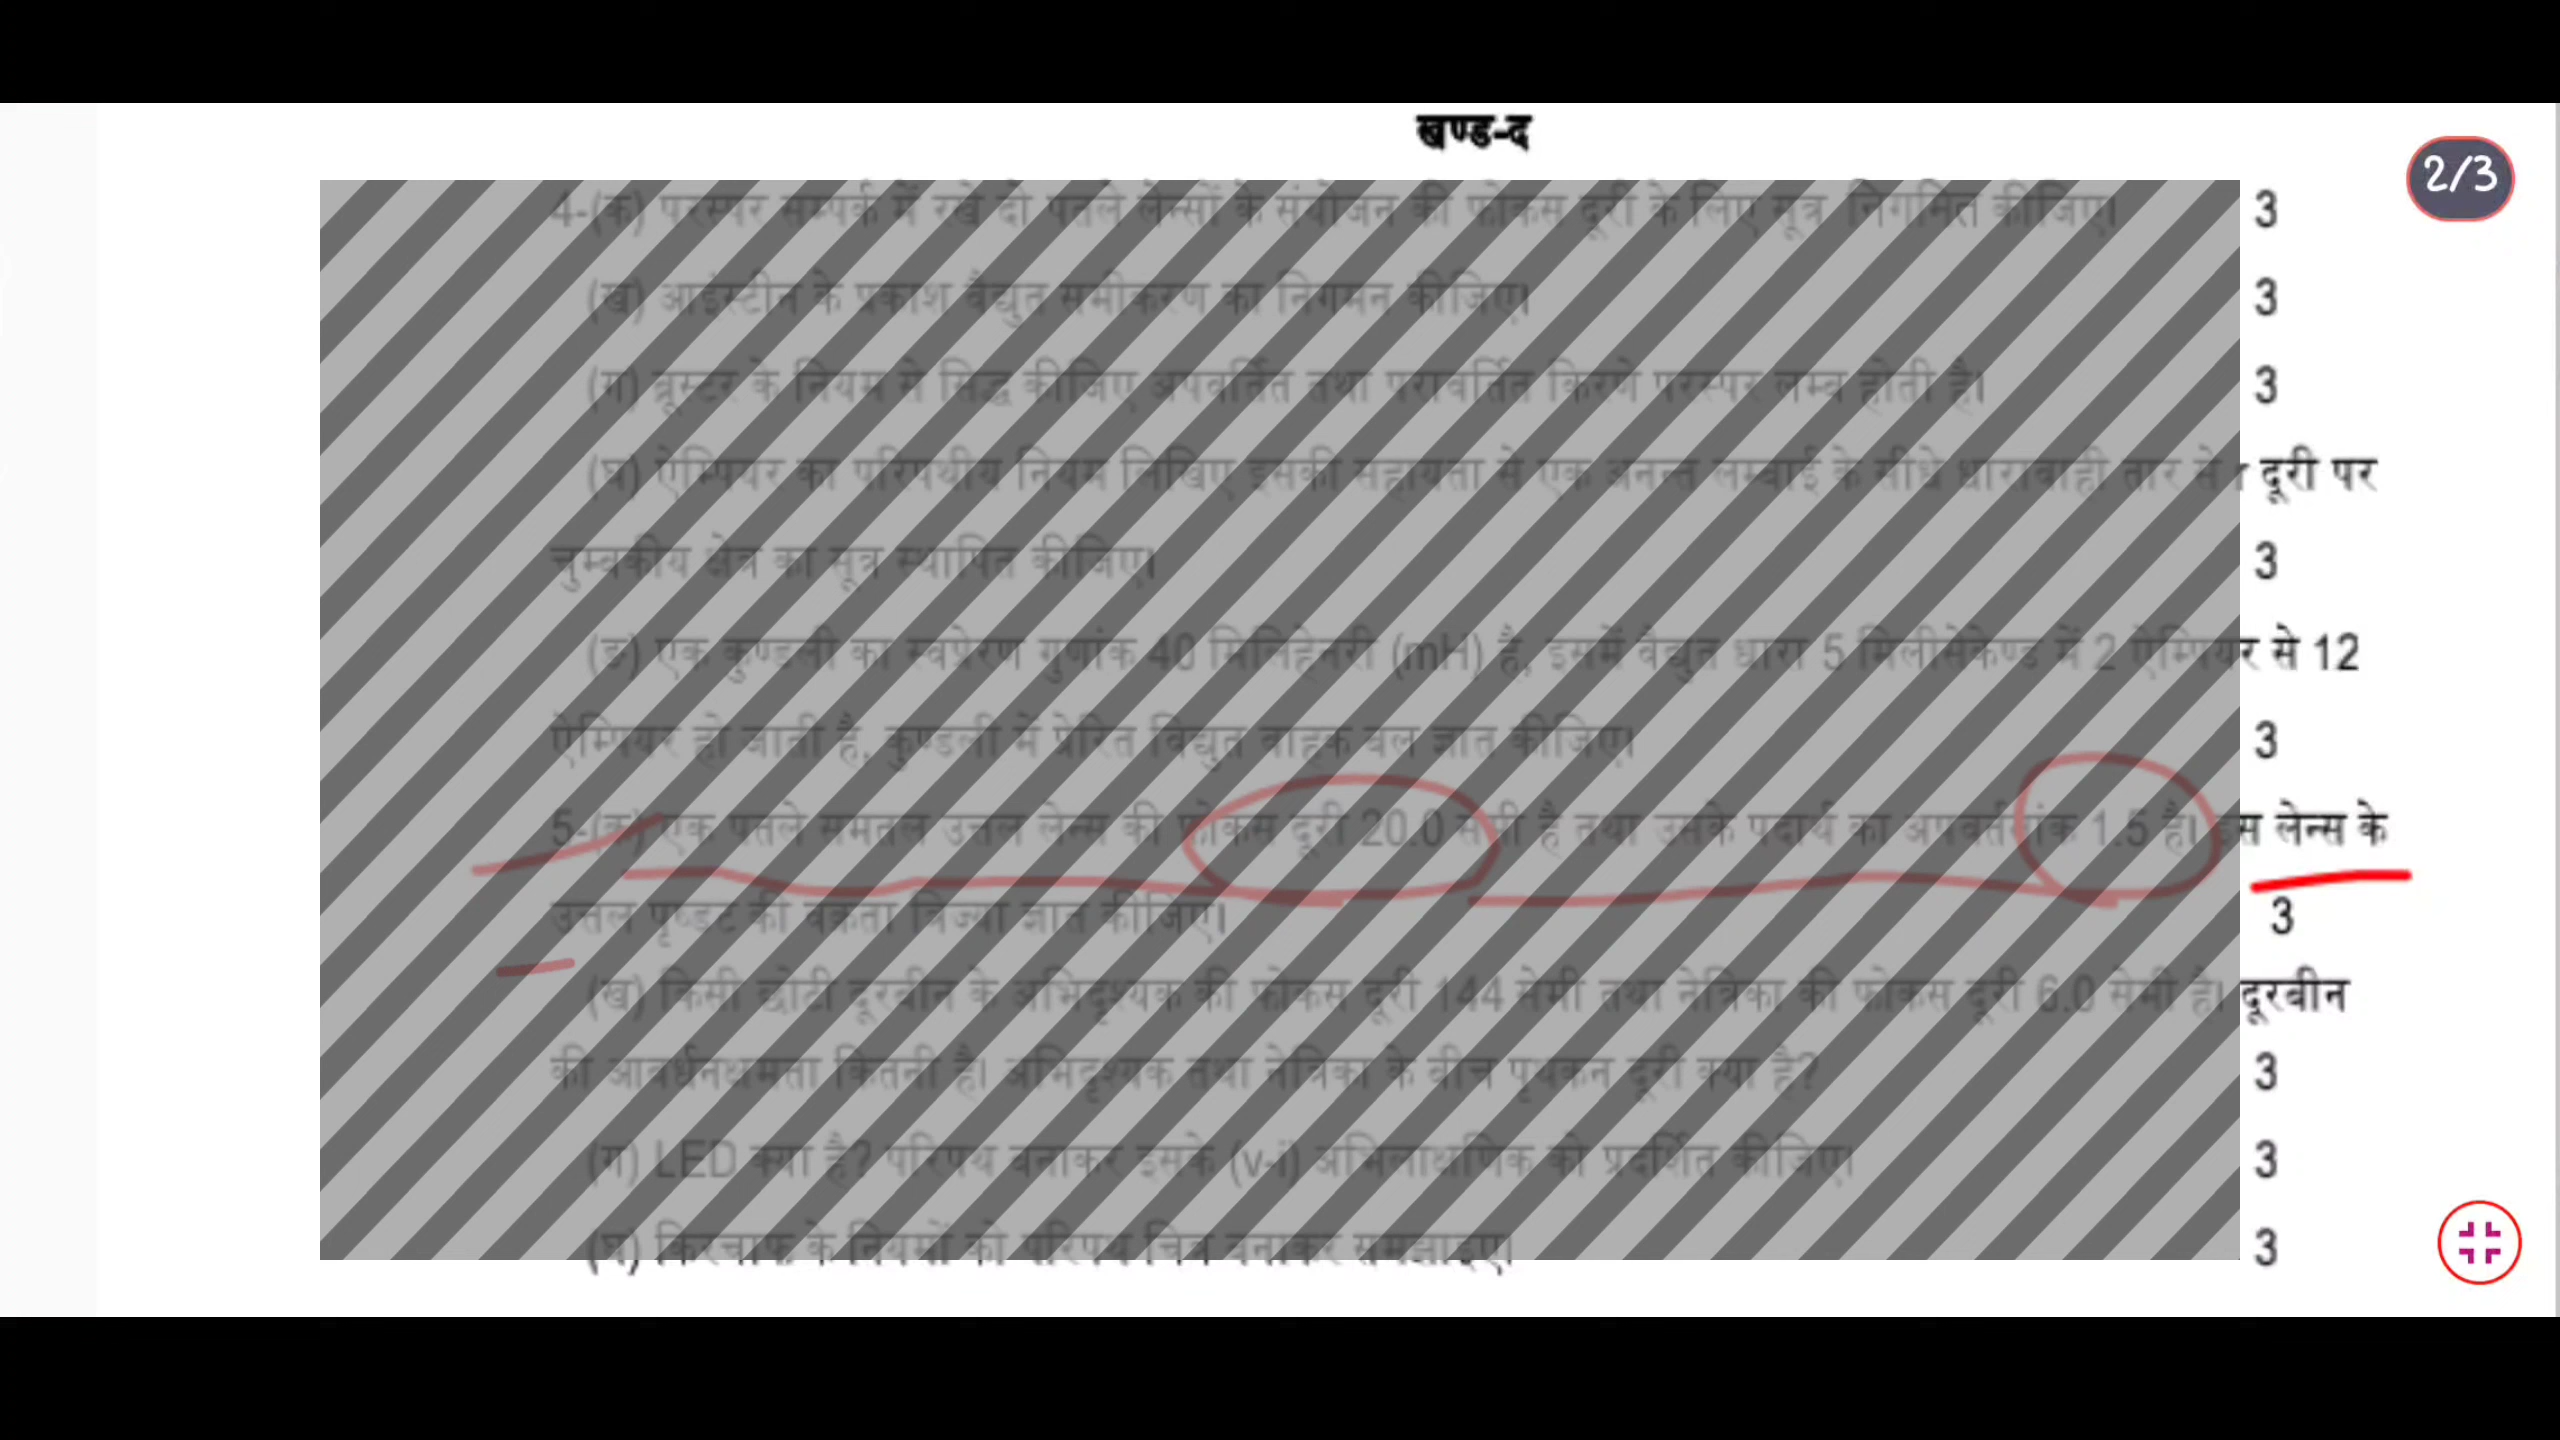 खण्ड-द
2/3
4-(क) परस्पर सम्पर्क में रखे दो पतले लेन्सों के संयोजन की फोकस दूरी के लिए सूत्र निगमित कीजिए। 3
(ख) आइंस्टीन के प्रकाश वैद्युत समीकरण का निगमन कीजिए। 3
(ग) ब्रूस्टर के नियम से सिद्ध कीजिए अपवर्तित तथा परावर्तित किरणे परस्पर लम्ब होती है। 3
(घ) ऐम्पियर का परिपथीय नियम लिखिए इसकी सहायता से एक अनन्त लम्बाई के सीधे धारावाही तार से r दूरी पर
चुम्बकीय क्षेत्र का सूत्र स्थापित कीजिए। 3
(ङ) एक कुण्डली का स्वप्रेरण गुणांक 40 मिलिहेनरी (mH) है, इसमें वैद्युत धारा 5 मिलीसेकेण्ड में 2 ऐम्पियर से 12
ऐम्पियर हो जाती है, कुण्डली में प्रेरित विद्युत वाहक बल ज्ञात कीजिए। 3
5-(क) एक पतले समतल उत्तल लेन्स की फोकस दूरी 20.0 सेमी है तथा उसके पदार्थ का अपवर्तनांक 1.5 है। इस लेन्स के
उत्तल की वक्रता त्रिज्या ज्ञात कीजिए। 3
(ख) किसी छोटी दूरबीन के अभिदृश्यक की फोकस दूरी 144 सेमी तथा नेत्रिका की फोकस दूरी 6.0 सेमी है। दूरबीन
की आवर्धनक्षमता कितनी है। अभिदृश्यक तथा नेत्रिका के बीच पृथकन दूरी क्या है? 3
(ग) LED क्या है? परिपथ बनाकर इसके (v-i) अभिलाक्षणिक को प्रदर्शित कीजिए। 3
(घ) किरचाफ के नियमों को परिपथ चित्र बनाकर समझाइए। 3